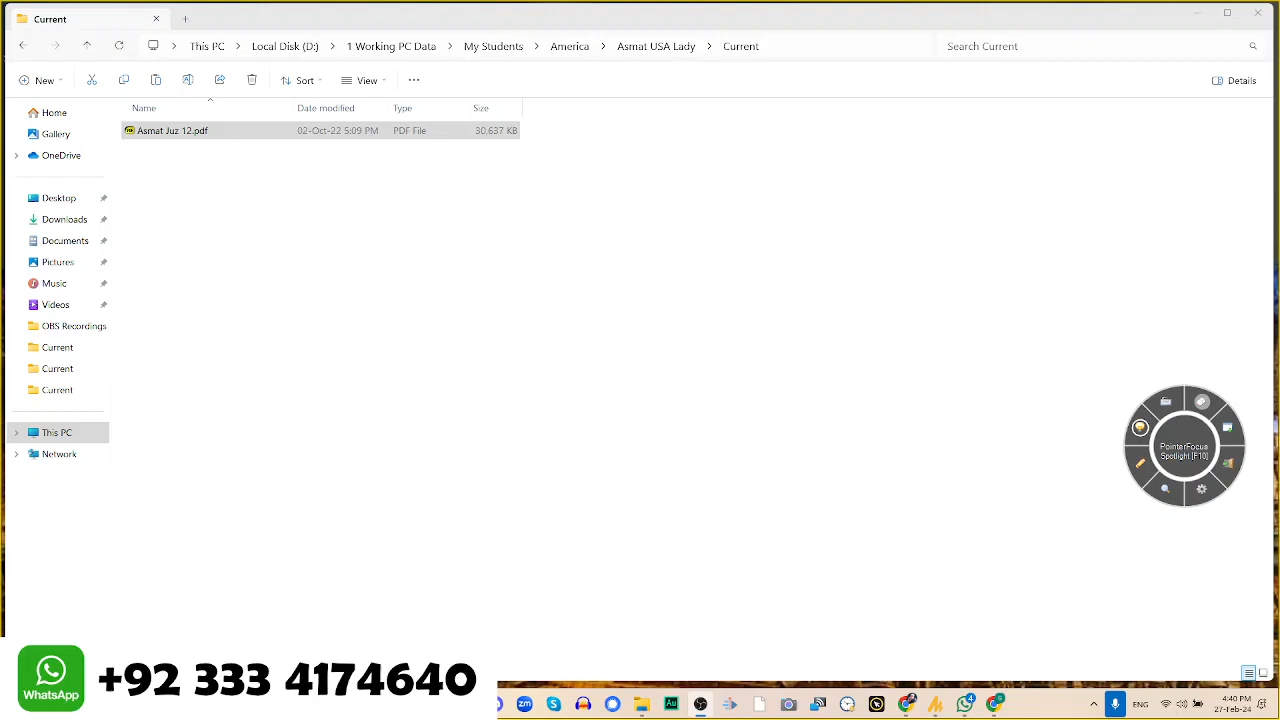 Current
This PC > Local Disk (D:) > 1 Working PC Data > My Students > America > Asmat USA Lady > Current
Search Current
New
Sort
View
Details
Name
Date modified
Type
Size
Asmat Juz 12.pdf
02-Oct-22 5:09 PM
PDF File
30,637 KB
Home
Gallery
OneDrive
Desktop
Downloads
Documents
Pictures
Music
Videos
OBS Recordings
Current
Current
Current
This PC
Network
PointerFocus
Spotlight [F10]
WhatsApp
+92 333 4174640
zm
Au
4
ENG
4:40 PM
27-Feb-24